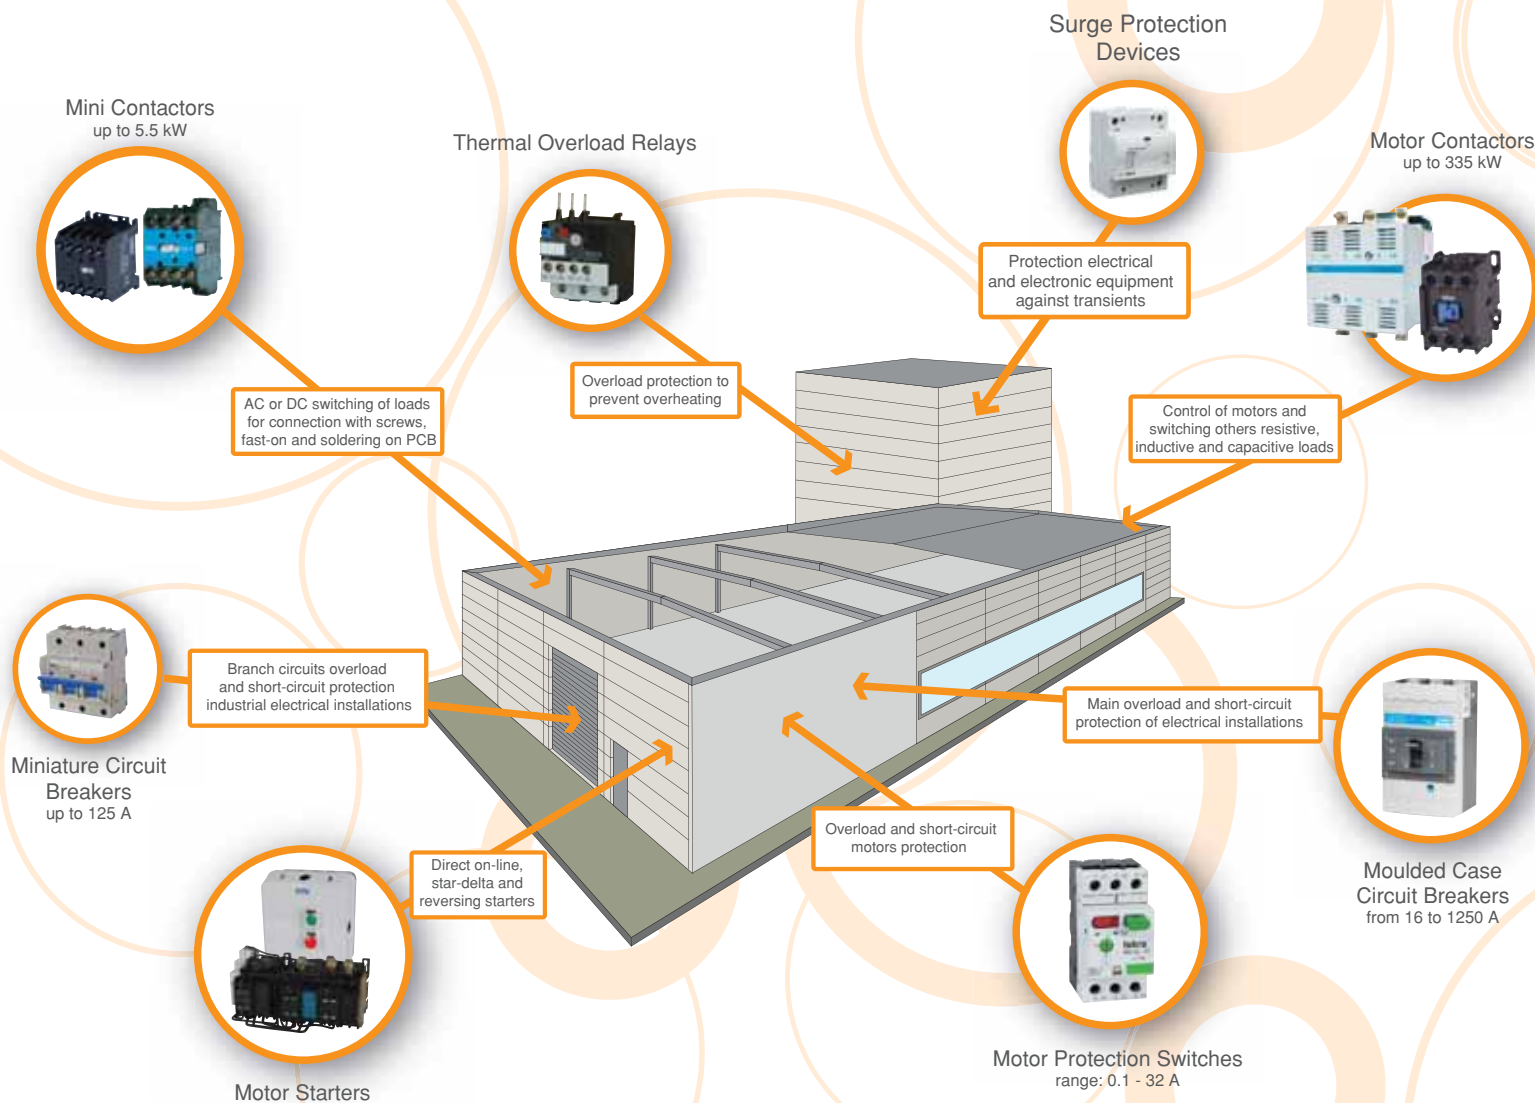 Surge Protection
Devices
Mini Contactors
up to 5.5 kW
Thermal Overload Relays
Motor Contactors
up to 335 kW
Protection electrical
and electronic equipment
against transients
Overload protection to
prevent overheating
AC or DC switching of loads
for connection with screws,
fast-on and soldering on PCB
Control of motors and
switching others resistive,
inductive and capacitive loads
Branch circuits overload
and short-circuit protection
industrial electrical installations
Main overload and short-circuit
protection of electrical installations
Miniature Circuit
Breakers
up to 125 A
Overload and short-circuit
motors protection
Direct on-line,
star-delta and
reversing starters
Moulded Case
Circuit Breakers
from 16 to 1250 A
Iskra
Motor Protection Switches
range: 0.1 - 32 A
Motor Starters